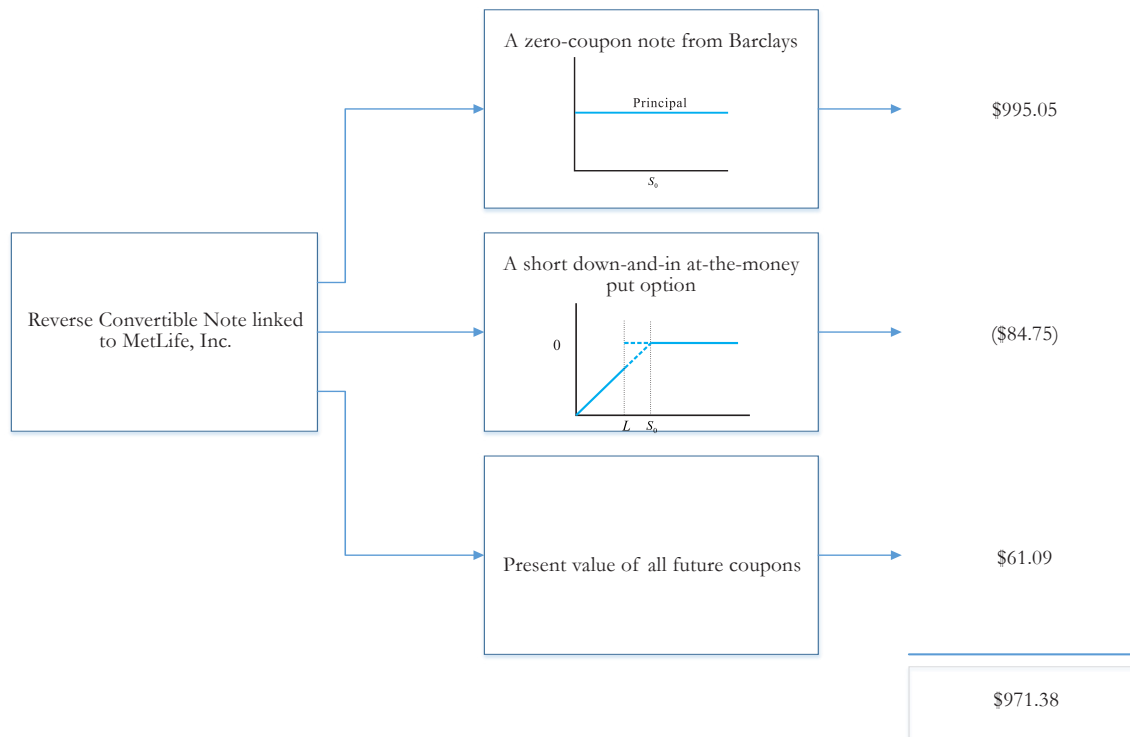 A zero-coupon note from Barclays
Principal
S₀
$995.05
Reverse Convertible Note linked
to MetLife, Inc.
A short down-and-in at-the-money
put option
0
L S₀
($84.75)
Present value of all future coupons
$61.09
$971.38